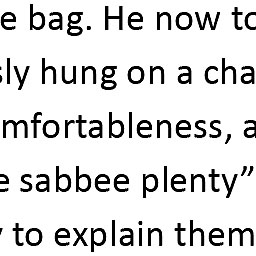 e bag. He now to
sly hung on a cha
mfortableness, a
e sabbee plenty”
y to explain them